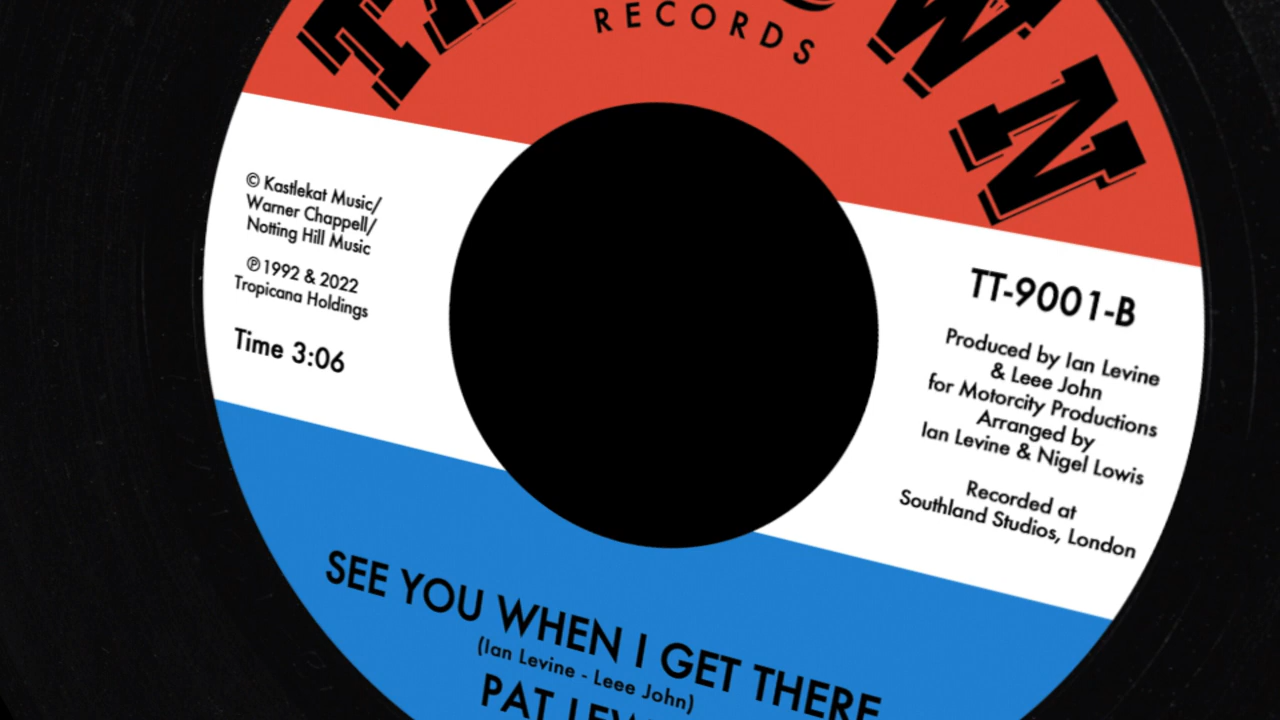 RECORDS
© Kastlekat Music/
Warner Chappell/
Notting Hill Music
℗ 1992 & 2022
Tropicana Holdings
Time 3:06
TT-9001-B
Produced by Ian Levine
& Leee John
for Motorcity Productions
Arranged by
Ian Levine & Nigel Lowis
Recorded at
Southland Studios, London
SEE YOU WHEN I GET THERE
(Ian Levine - Leee John)
PAT